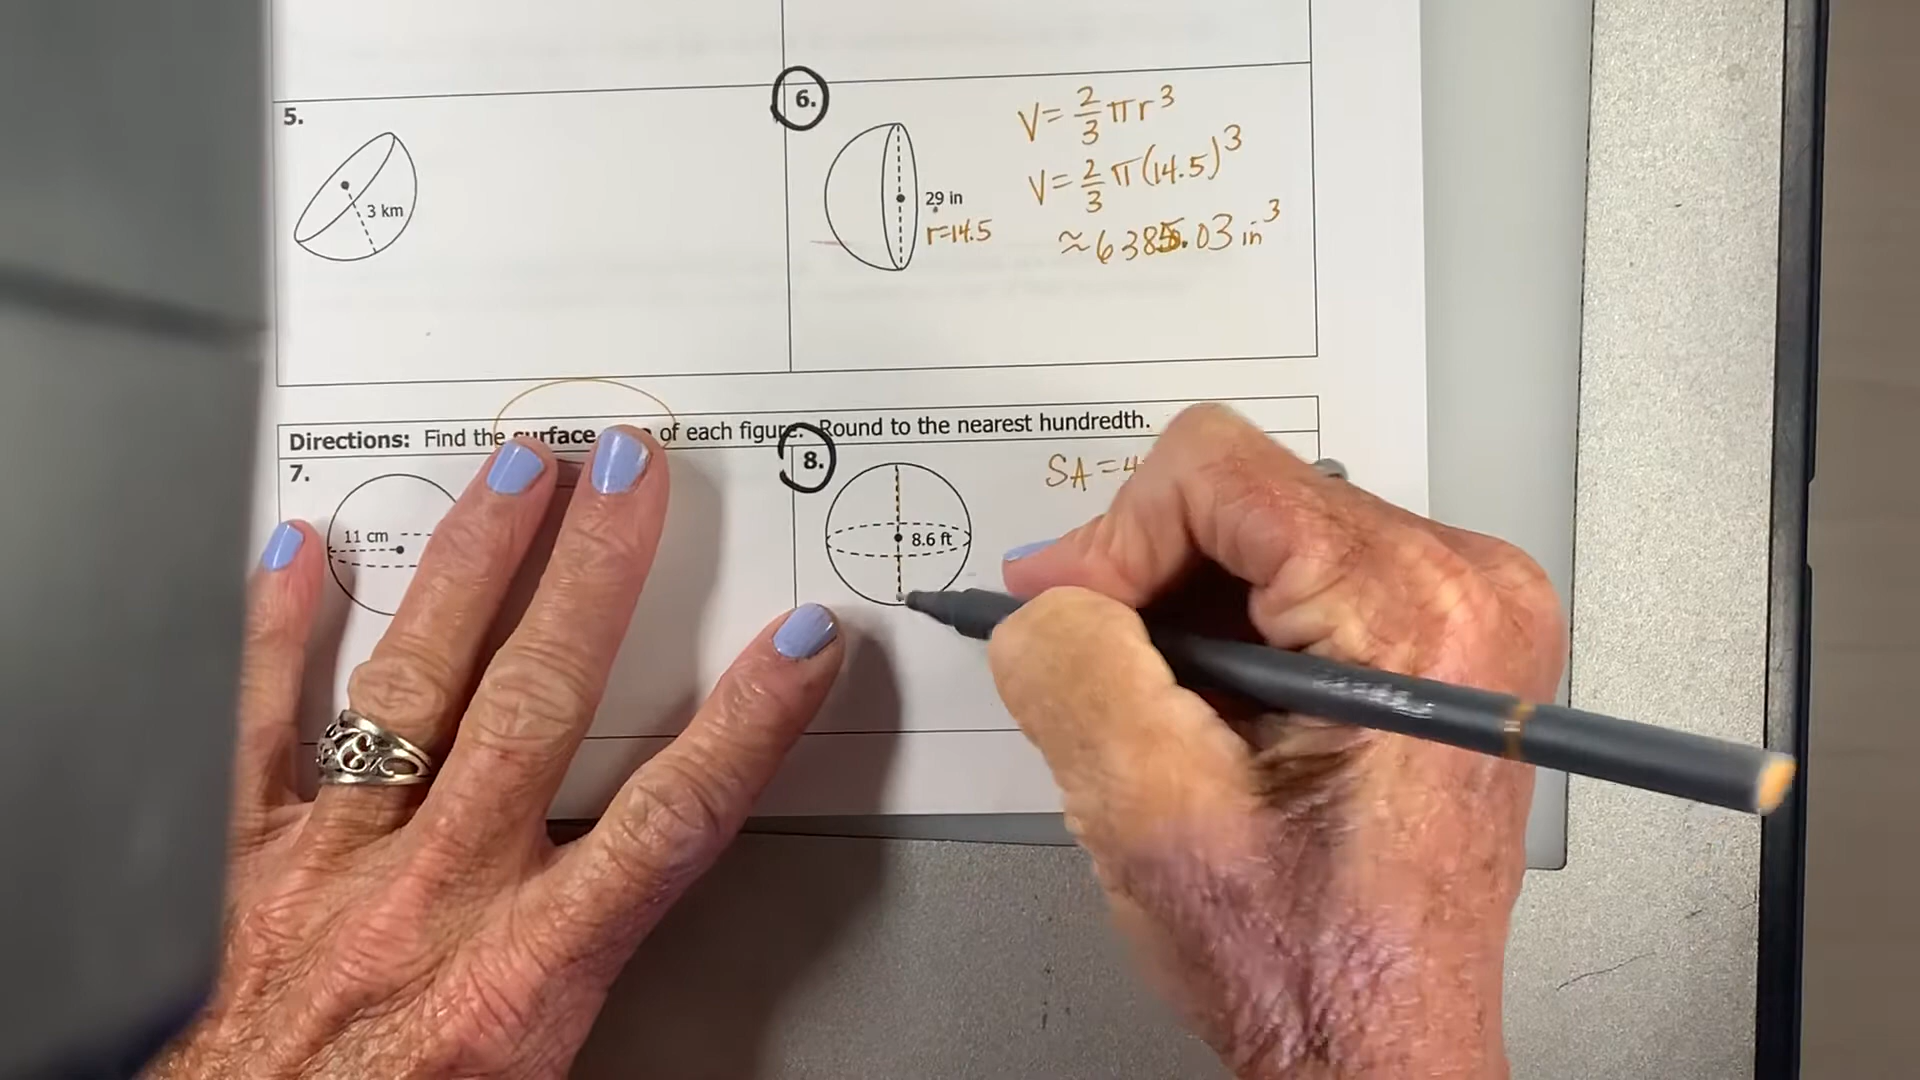 5.
3 km
6.
29 in
r=14.5
V = 2/3 πr³
V = 2/3 π(14.5)³
≈ 6385.03 in³
Directions: Find the surface of each figure. Round to the nearest hundredth.
7.
11 cm
8.
8.6 ft
SA = 4